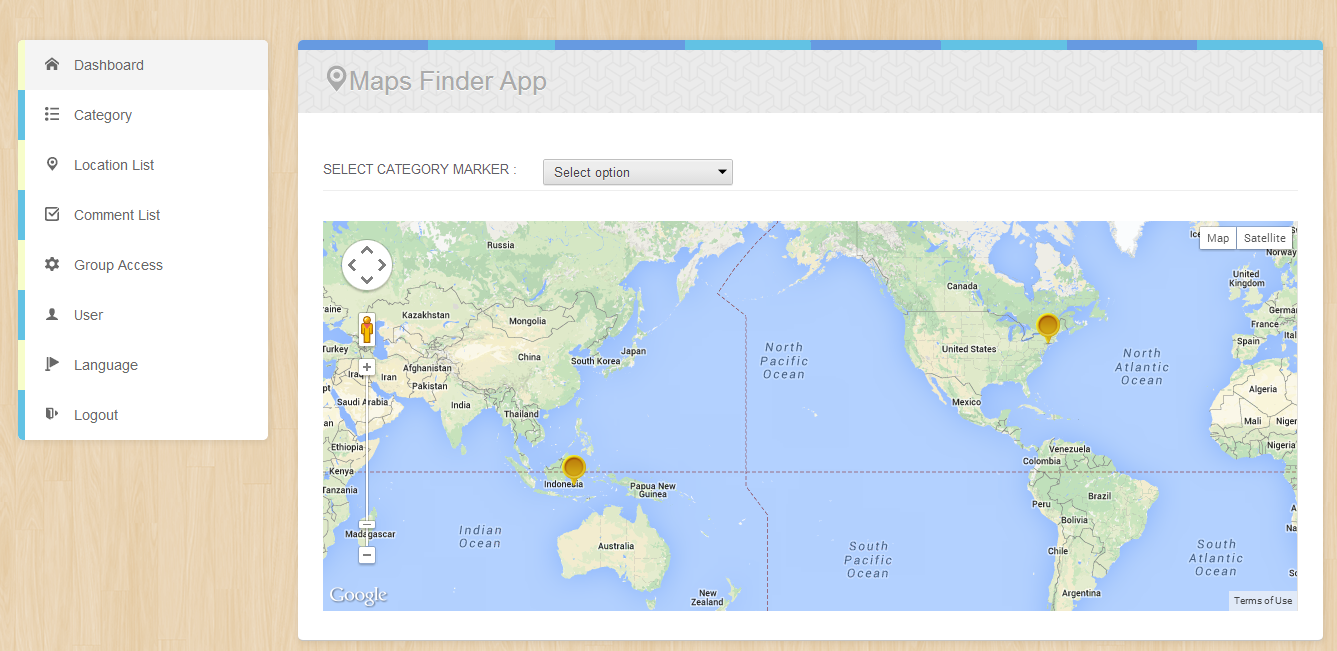 Dashboard
Category
Location List
Comment List
Group Access
User
Language
Logout
Maps Finder App
SELECT CATEGORY MARKER :
Select option
Map
Satellite
Russia
Norway
Canada
United
Kingdom
Kazakhstan
Mongolia
France
Spain
Japan
China
South Korea
Afghanistan
Iran
Pakistan
North
Pacific
Ocean
United States
North
Atlantic
Ocean
Algeria
Saudi Arabia
India
Thailand
Mexico
Mali
Niger
Nigeria
Ethiopia
Kenya
Tanzania
Venezuela
Colombia
Indonesia
Papua New
Guinea
Brazil
Peru
Bolivia
Madagascar
Indian
Ocean
Australia
South
Pacific
Ocean
Chile
South
Atlantic
Ocean
New
Zealand
Argentina
Google
Terms of Use